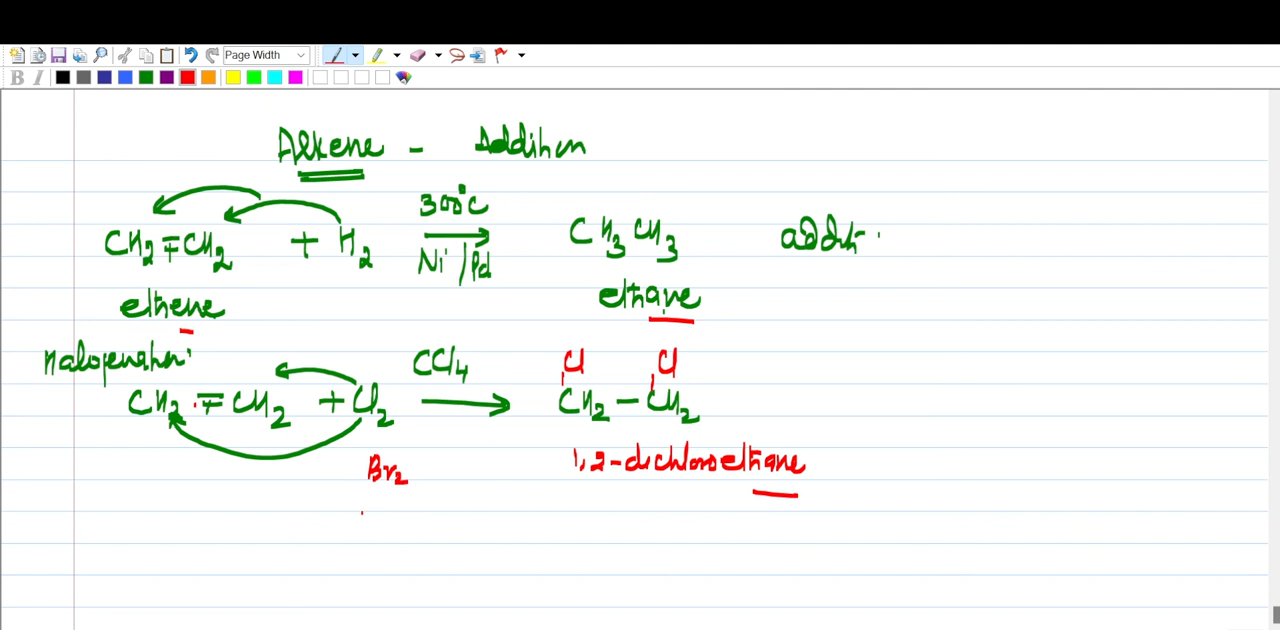 Page Width
B I
Alkene - Addition
300°C
CH2=CH2 + H2 → CH3CH3 addit.
Ni/Pd
ethene ethane
Halogenation
CCl4 Cl Cl
CH2=CH2 + Cl2 → CH2-CH2
Br2 1,2-dichloroethane